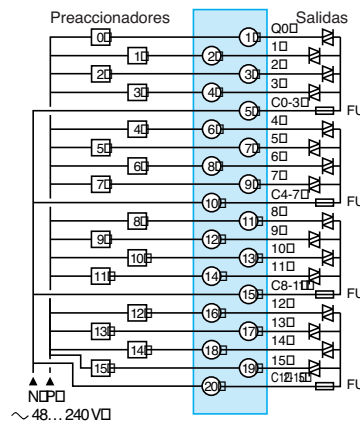 Preaccionadores Salidas
0 1 Q0
1 2 1
2 3 2
3 4 3
5 C0-3 FU
4 6 4
5 7 5
6 8 6
7 9 7
10 C4-7 FU
8 11 8
9 12 9
10 13 10
11 14 11
15 C8-11 FU
12 16 12
13 17 13
14 18 14
15 19 15
20 C12-15 FU
N P
~ 48…240 V